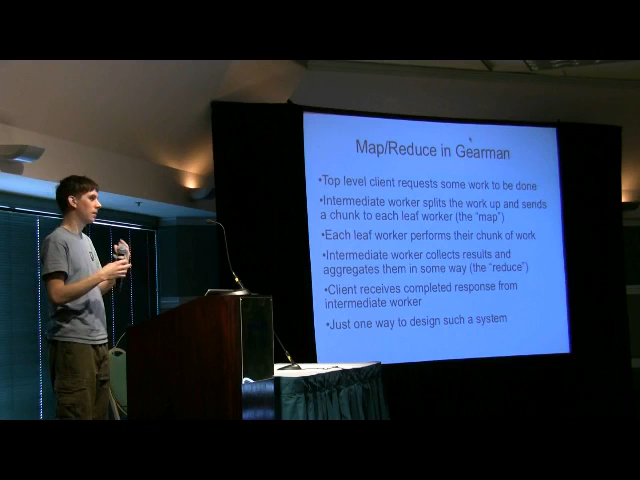 Map/Reduce in Gearman
•Top level client requests some work to be done
•Intermediate worker splits the work up and sends
a chunk to each leaf worker (the “map”)
•Each leaf worker performs their chunk of work
•Intermediate worker collects results and
aggregates them in some way (the “reduce”)
•Client receives completed response from
intermediate worker
•Just one way to design such a system